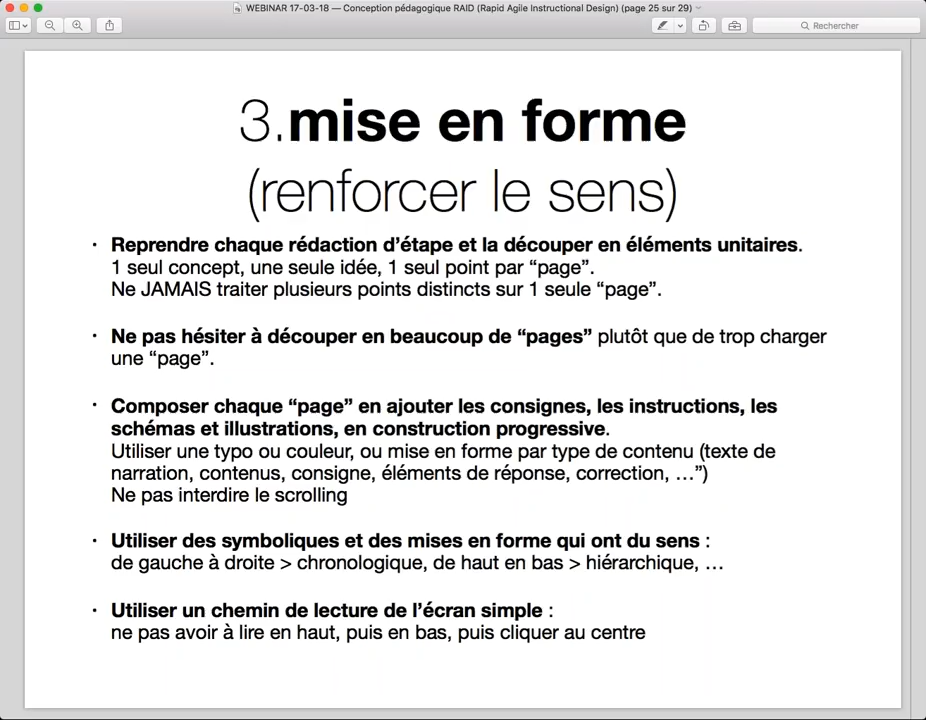 WEBINAR 17-03-18 — Conception pédagogique RAID (Rapid Agile Instructional Design) (page 25 sur 29)
Rechercher
3.mise en forme
(renforcer le sens)
· Reprendre chaque rédaction d’étape et la découper en éléments unitaires.
1 seul concept, une seule idée, 1 seul point par “page”.
Ne JAMAIS traiter plusieurs points distincts sur 1 seule “page”.
· Ne pas hésiter à découper en beaucoup de “pages” plutôt que de trop charger
une “page”.
· Composer chaque “page” en ajouter les consignes, les instructions, les
schémas et illustrations, en construction progressive.
Utiliser une typo ou couleur, ou mise en forme par type de contenu (texte de
narration, contenus, consigne, éléments de réponse, correction, …”)
Ne pas interdire le scrolling
· Utiliser des symboliques et des mises en forme qui ont du sens :
de gauche à droite > chronologique, de haut en bas > hiérarchique, …
· Utiliser un chemin de lecture de l’écran simple :
ne pas avoir à lire en haut, puis en bas, puis cliquer au centre